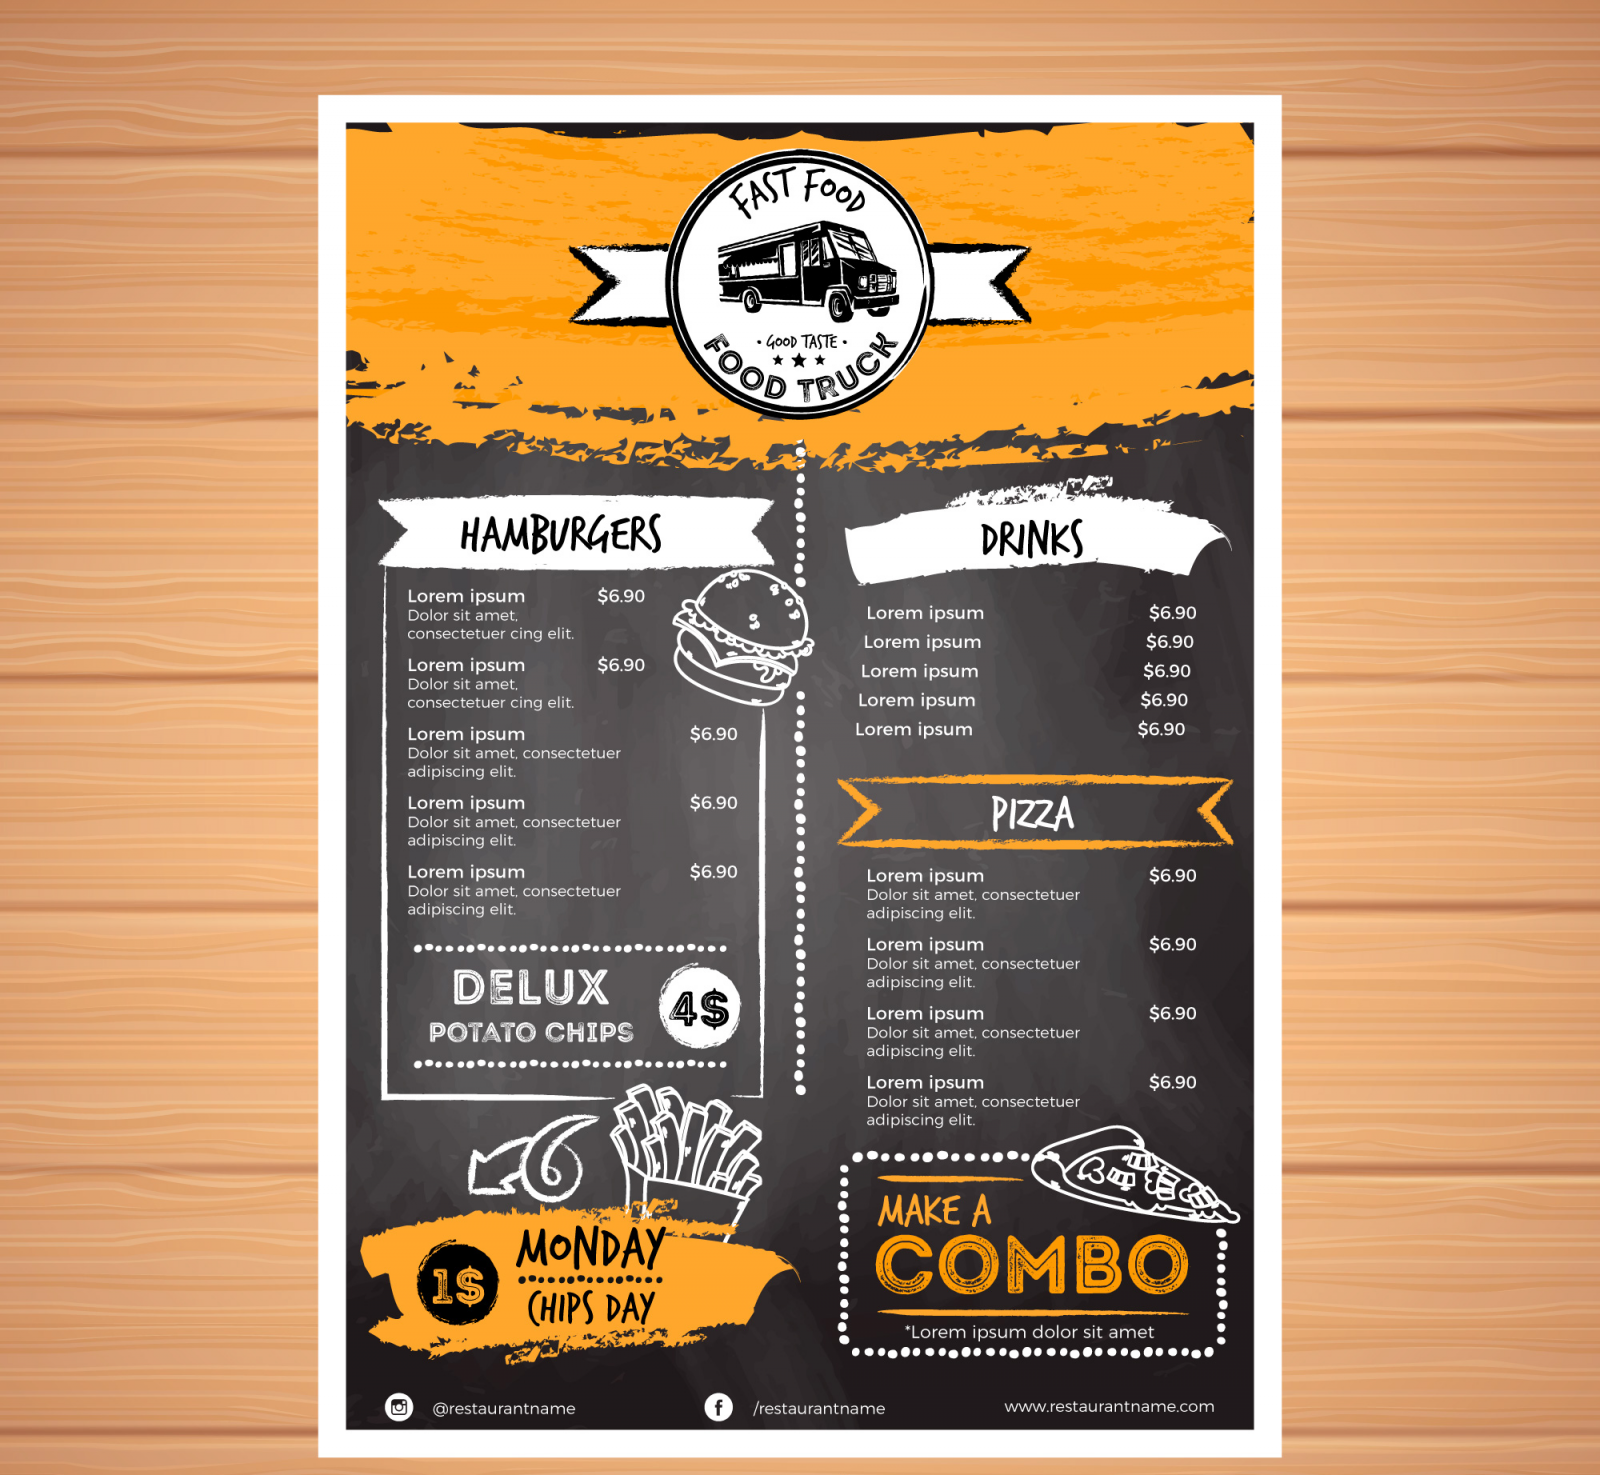 FAST FOOD
• GOOD TASTE •
FOOD TRUCK
HAMBURGERS
Lorem ipsum $6.90
Dolor sit amet,
consectetuer cing elit.
Lorem ipsum $6.90
Dolor sit amet,
consectetuer cing elit.
Lorem ipsum $6.90
Dolor sit amet, consectetuer
adipiscing elit.
Lorem ipsum $6.90
Dolor sit amet, consectetuer
adipiscing elit.
Lorem ipsum $6.90
Dolor sit amet, consectetuer
adipiscing elit.
DELUX
POTATO CHIPS
4$
1$
MONDAY
CHIPS DAY
DRINKS
Lorem ipsum $6.90
Lorem ipsum $6.90
Lorem ipsum $6.90
Lorem ipsum $6.90
Lorem ipsum $6.90
PIZZA
Lorem ipsum $6.90
Dolor sit amet, consectetuer
adipiscing elit.
Lorem ipsum $6.90
Dolor sit amet, consectetuer
adipiscing elit.
Lorem ipsum $6.90
Dolor sit amet, consectetuer
adipiscing elit.
Lorem ipsum $6.90
Dolor sit amet, consectetuer
adipiscing elit.
MAKE A
COMBO
*Lorem ipsum dolor sit amet
@restaurantname
/restaurantname
www.restaurantname.com